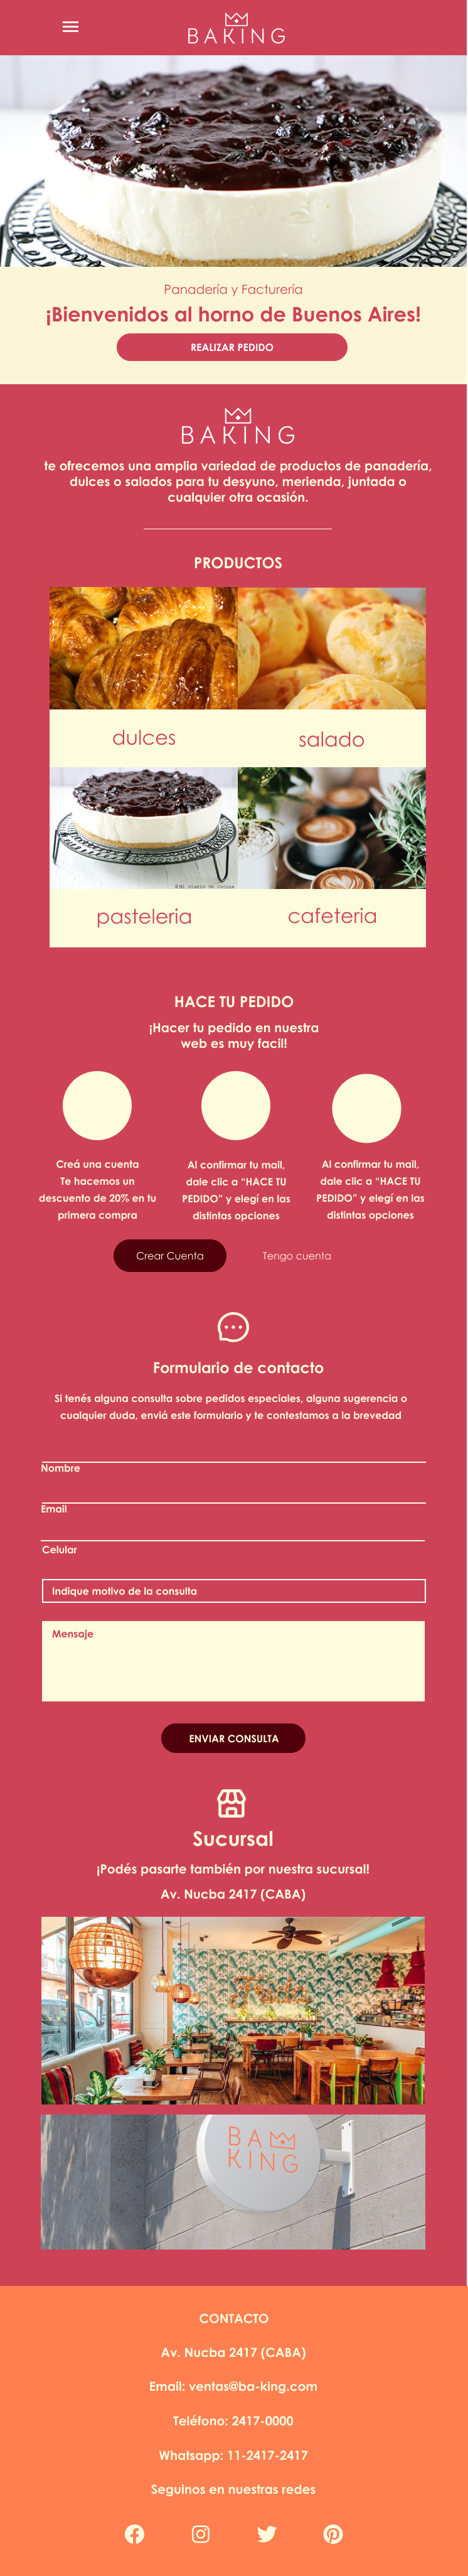 BAKING
Panadería y Facturería
¡Bienvenidos al horno de Buenos Aires!
REALIZAR PEDIDO
BAKING
te ofrecemos una amplia variedad de productos de panadería,
dulces o salados para tu desyuno, merienda, juntada o
cualquier otra ocasión.
PRODUCTOS
dulces
salado
©Mi Diario de Cocina
pasteleria
cafeteria
HACE TU PEDIDO
¡Hacer tu pedido en nuestra
web es muy facil!
Creá una cuenta
Te hacemos un
descuento de 20% en tu
primera compra
Al confirmar tu mail,
dale clic a “HACE TU
PEDIDO” y elegí en las
distintas opciones
Al confirmar tu mail,
dale clic a “HACE TU
PEDIDO” y elegí en las
distintas opciones
Crear Cuenta
Tengo cuenta
Formulario de contacto
Si tenés alguna consulta sobre pedidos especiales, alguna sugerencia o
cualquier duda, enviá este formulario y te contestamos a la brevedad
Nombre
Email
Celular
Indique motivo de la consulta
Mensaje
ENVIAR CONSULTA
Sucursal
¡Podés pasarte también por nuestra sucursal!
Av. Nucba 2417 (CABA)
BA
KING
CONTACTO
Av. Nucba 2417 (CABA)
Email: ventas@ba-king.com
Teléfono: 2417-0000
Whatsapp: 11-2417-2417
Seguinos en nuestras redes